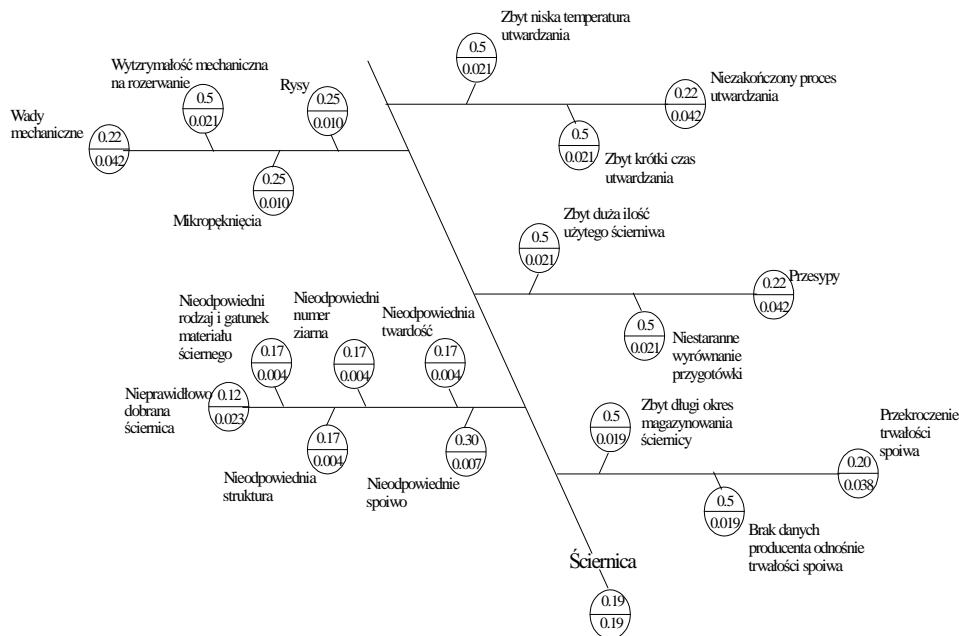 Zbyt niska temperatura
utwardzania
0.5
0.021
Wytzrymałość mechaniczna
na rozerwanie
0.5
0.021
Rysy
0.25
0.010
Niezakończony proces
utwardzania
0.22
0.042
Wady
mechaniczne
0.22
0.042
0.5
0.021
Zbyt krótki czas
utwardzania
0.25
0.010
Mikropęknięcia
Zbyt duża ilość
użytego ścierniwa
0.5
0.021
Przesypy
0.22
0.042
0.5
0.021
Niestaranne
wyrównanie
przygotówki
Nieodpowiedni
rodzaj i gatunek
materiału
ściernego
0.17
0.004
Nieodpowiedni
numer
ziarna
0.17
0.004
Nieodpowiednia
twardość
0.17
0.004
Nieprawidłowo
dobrana
ściernica
0.12
0.023
0.17
0.004
Nieodpowiednia
struktura
0.30
0.007
Nieodpowiednie
spoiwo
Zbyt długi okres
magazynowania
ściernicy
0.5
0.019
Przekroczenie
trwałości
spoiwa
0.20
0.038
0.5
0.019
Brak danych
producenta odnośnie
trwałości spoiwa
Ściernica
0.19
0.19